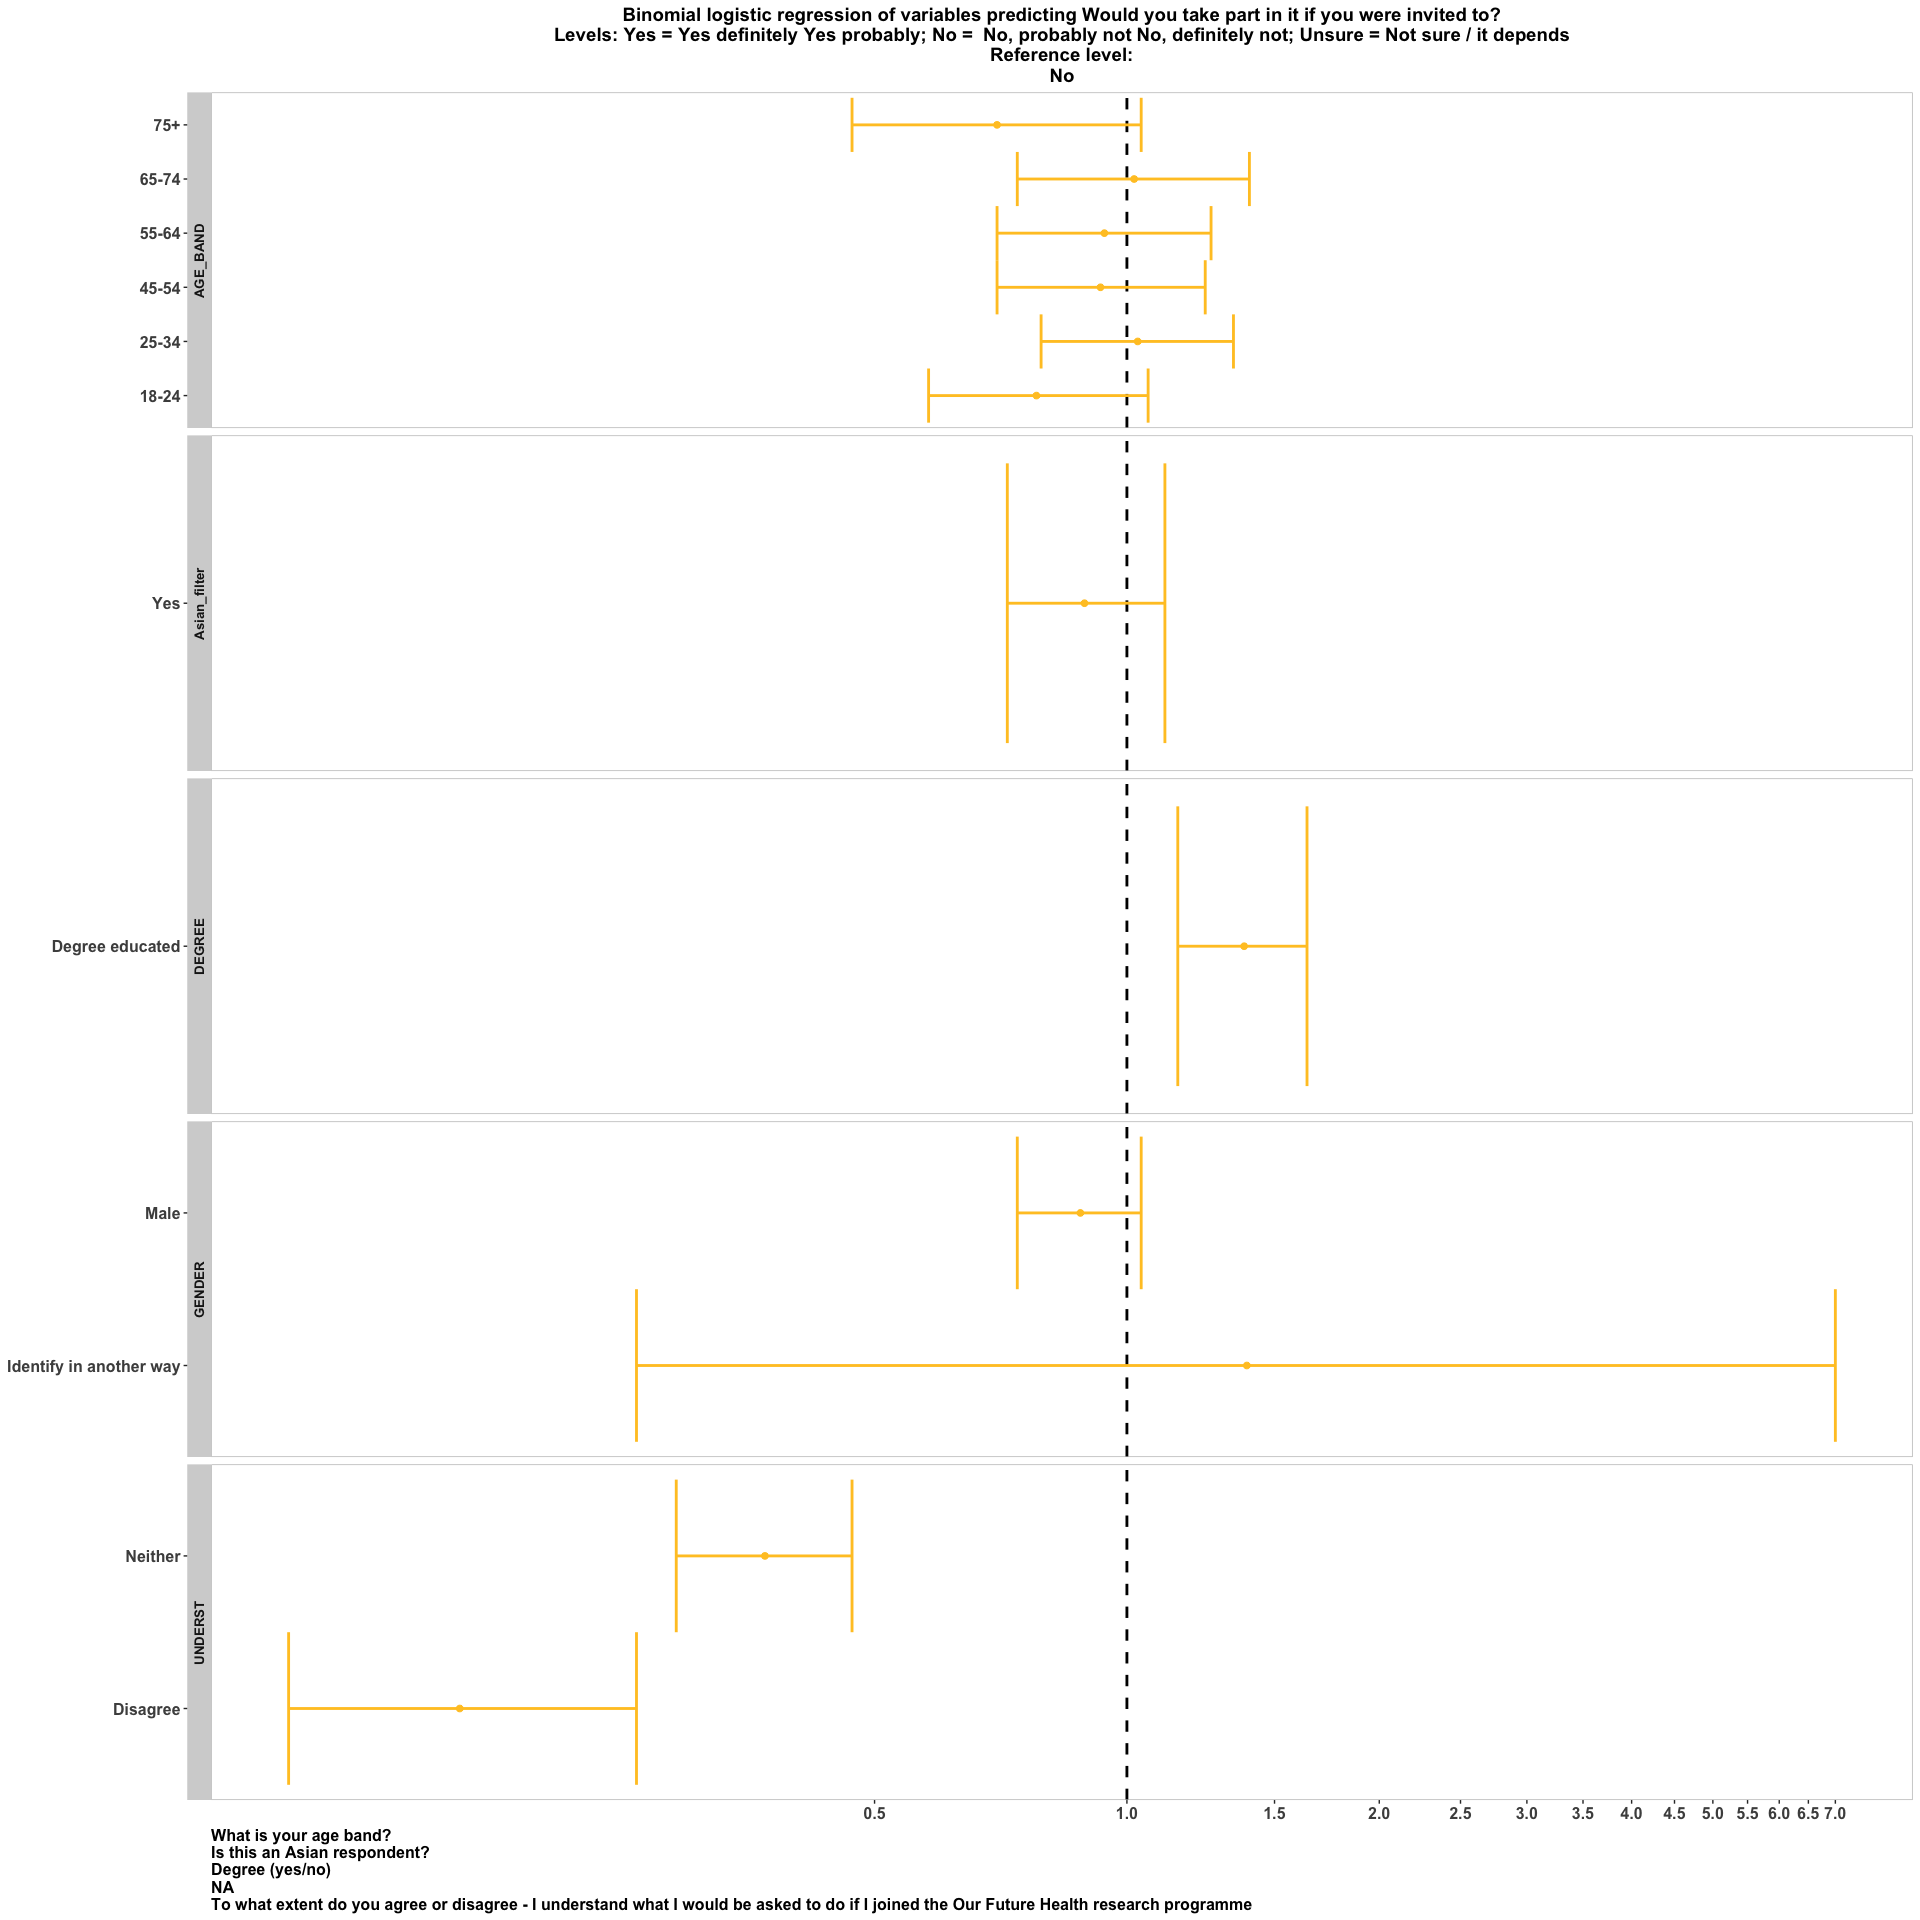 Binomial logistic regression of variables predicting Would you take part in it if you were invited to?
Levels: Yes = Yes definitely Yes probably; No =  No, probably not No, definitely not; Unsure = Not sure / it depends
Reference level:
No
75+
65-74
55-64
45-54
25-34
18-24
AGE_BAND
Yes
Asian_filter
Degree educated
DEGREE
Male
Identify in another way
GENDER
Neither
Disagree
UNDERST
0.5 1.0 1.5 2.0 2.5 3.0 3.5 4.0 4.5 5.0 5.5 6.0 6.5 7.0
What is your age band?
Is this an Asian respondent?
Degree (yes/no)
NA
To what extent do you agree or disagree - I understand what I would be asked to do if I joined the Our Future Health research programme